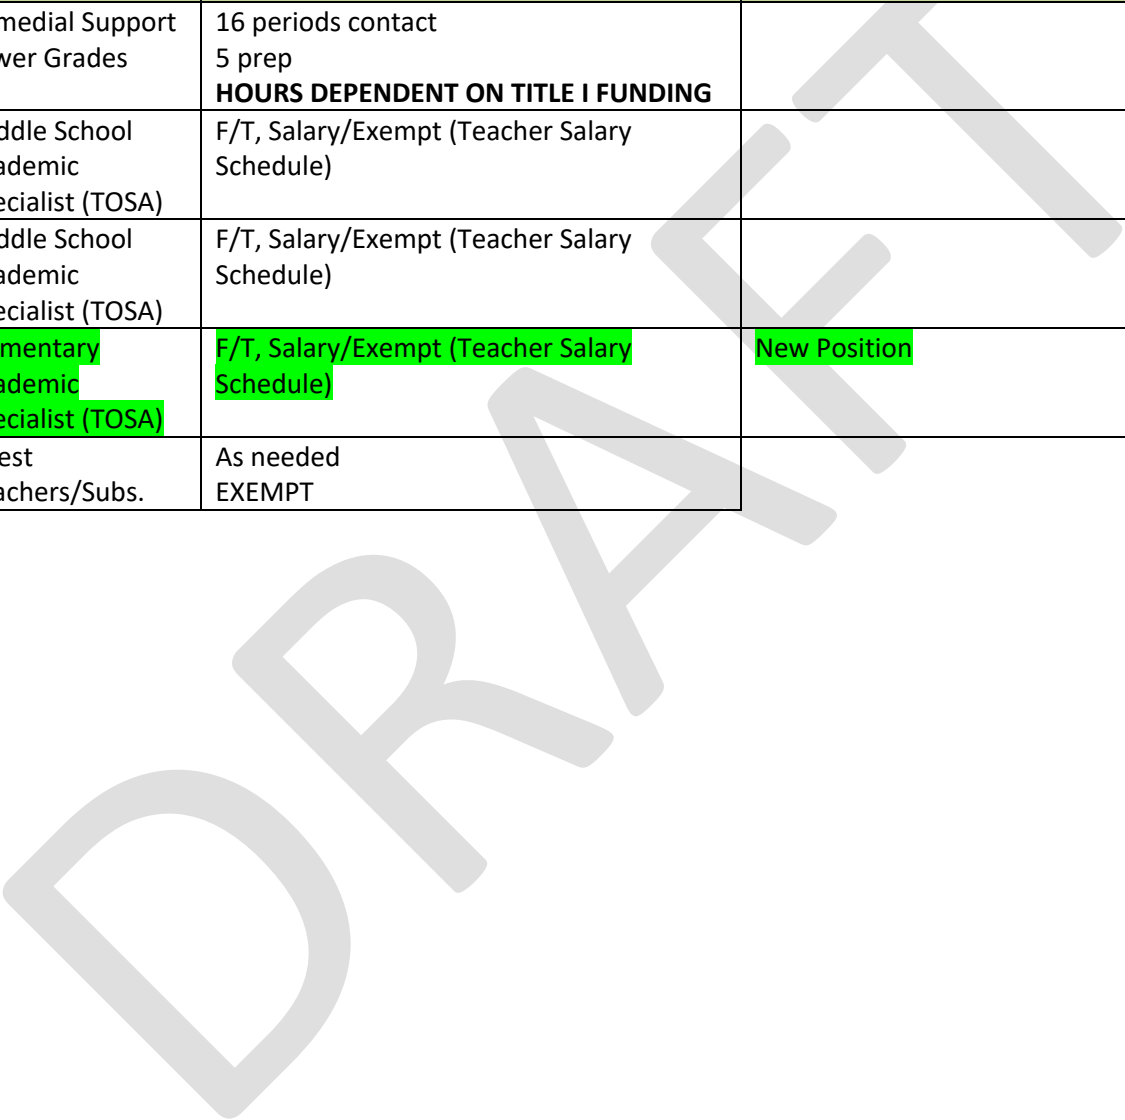 medial Support
wer Grades
16 periods contact
5 prep
HOURS DEPENDENT ON TITLE I FUNDING
ddle School
ademic
ecialist (TOSA)
F/T, Salary/Exempt (Teacher Salary
Schedule)
ddle School
ademic
ecialist (TOSA)
F/T, Salary/Exempt (Teacher Salary
Schedule)
mentary
ademic
ecialist (TOSA)
F/T, Salary/Exempt (Teacher Salary
Schedule)
New Position
est
achers/Subs.
As needed
EXEMPT
DRAFT